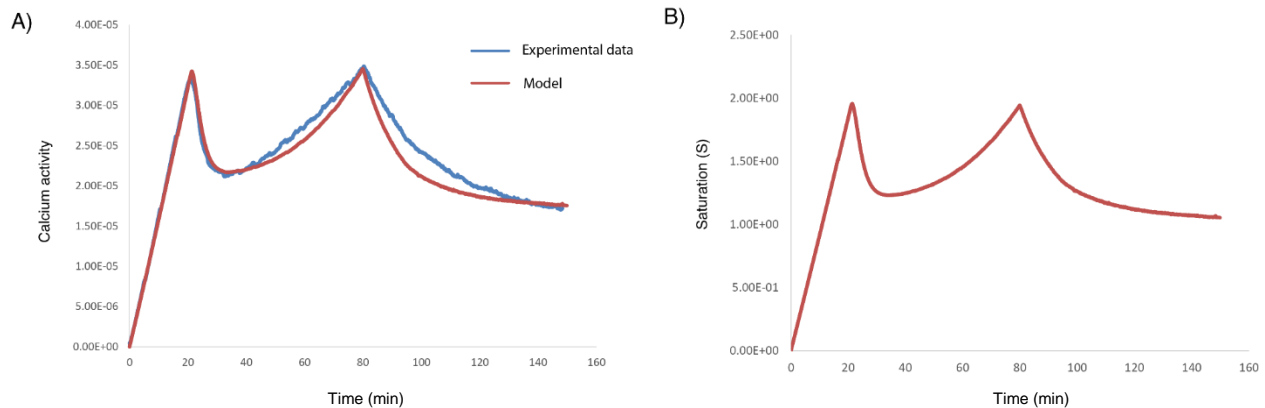 A)
Calcium activity
4.00E-05
3.50E-05
3.00E-05
2.50E-05
2.00E-05
1.50E-05
1.00E-05
5.00E-06
0.00E+00
Experimental data
Model
0 20 40 60 80 100 120 140 160
Time (min)
B)
Saturation (S)
2.50E+00
2.00E+00
1.50E+00
1.00E+00
5.00E-01
0.00E+00
0 20 40 60 80 100 120 140 160
Time (min)